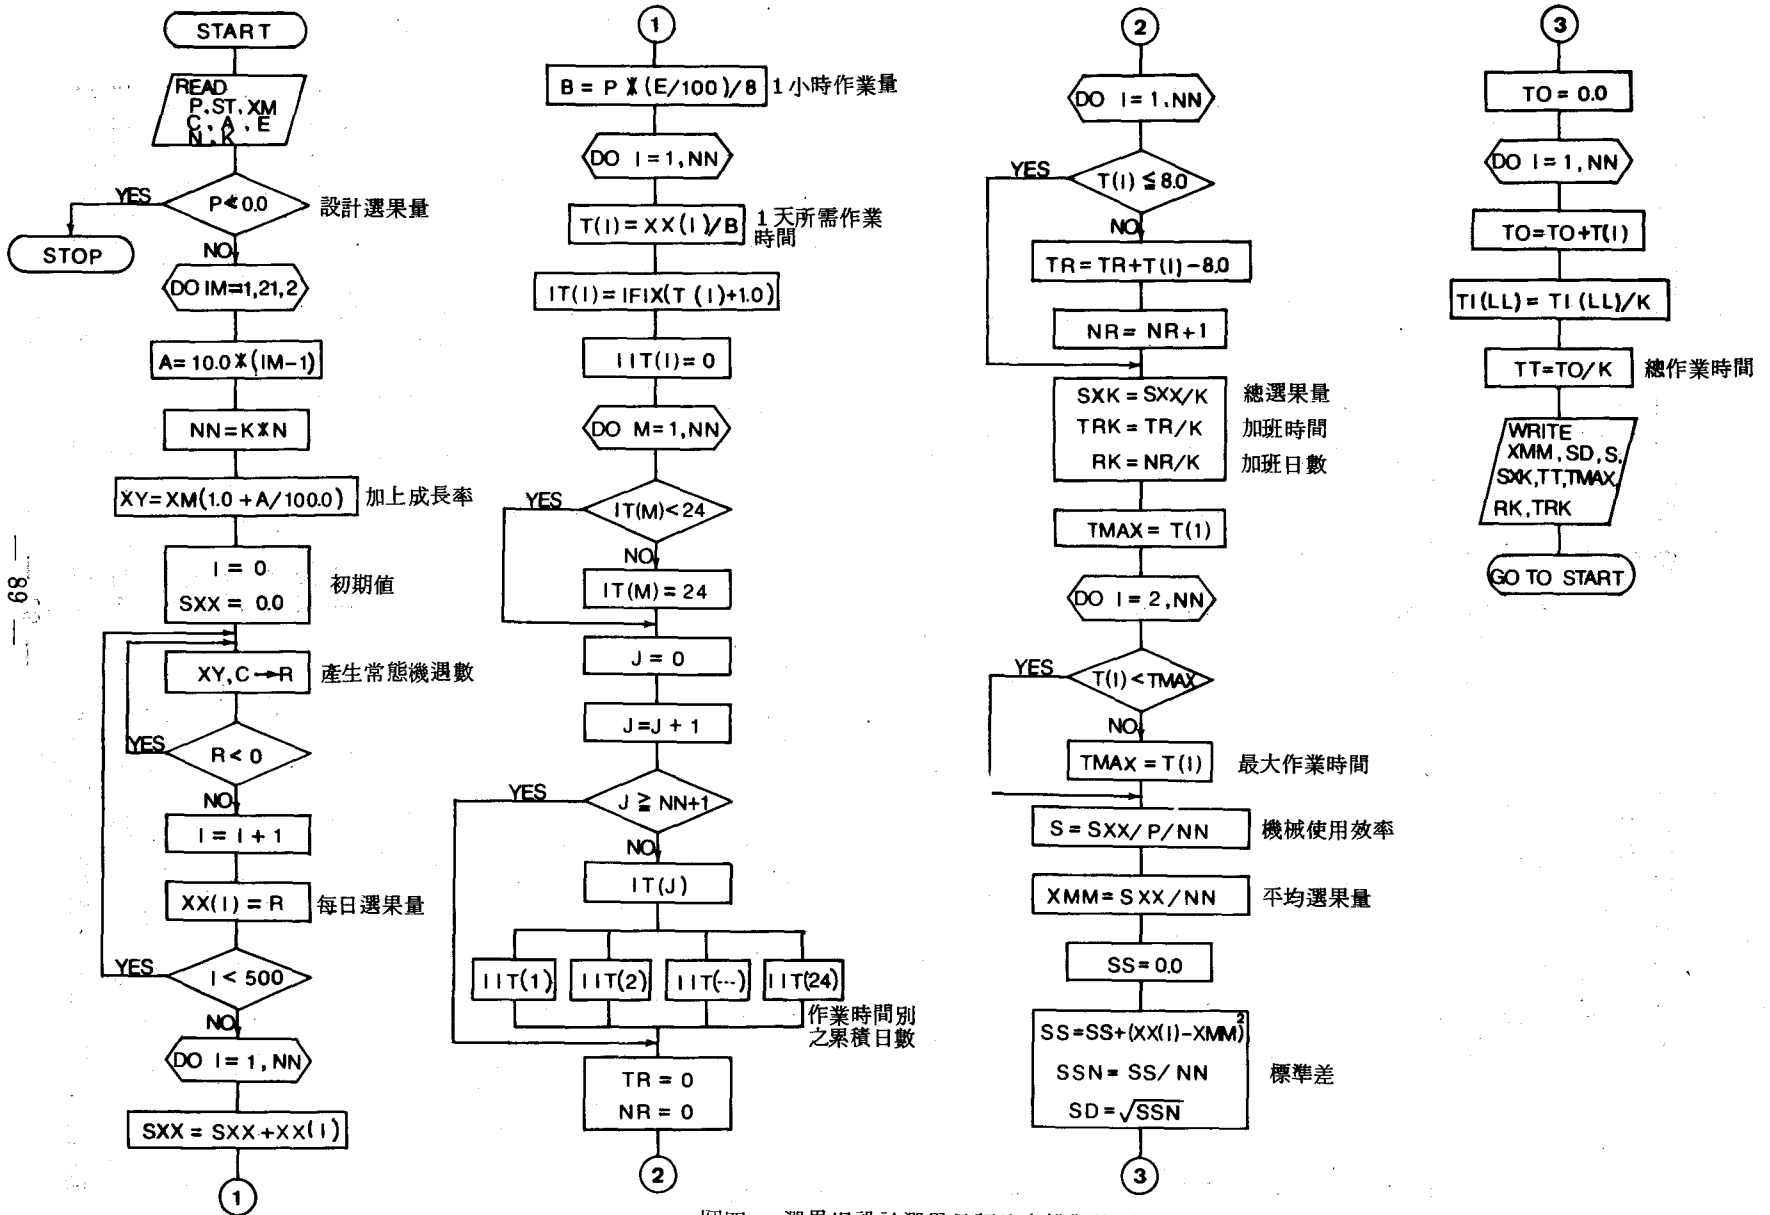 START
READ
P,ST,XM
C,A,E
N,K
YES
P<0.0
設計選果量
STOP
NO
DO IM=1,21,2
A=10.0*(IM-1)
NN=K*N
XY=XM(1.0+A/100.0)
加上成長率
I=0
SXX=0.0
初期值
XY,C→R
產生常態機遇數
YES
R<0
NO
I=I+1
XX(I)=R
每日選果量
YES
I<500
NO
DO I=1,NN
SXX=SXX+XX(I)
1
1
B=P*(E/100)/8
1小時作業量
DO I=1,NN
T(I)=XX(I)/B
1天所需作業
時間
IT(I)=IFIX(T(I)+1.0)
IIT(I)=0
DO M=1,NN
YES
IT(M)<24
NO
IT(M)=24
J=0
J=J+1
YES
J≧NN+1
NO
IT(J)
IIT(1)
IIT(2)
IIT(---)
IIT(24)
作業時間別
之累積日數
TR=0
NR=0
2
2
DO I=1,NN
YES
T(I)≦8.0
NO
TR=TR+T(I)-8.0
NR=NR+1
SXK=SXX/K
總選果量
TRK=TR/K
加班時間
RK=NR/K
加班日數
TMAX=T(1)
DO I=2,NN
YES
T(I)<TMAX
NO
TMAX=T(I)
最大作業時間
S=SXX/P/NN
機械使用效率
XMM=SXX/NN
平均選果量
SS=0.0
SS=SS+(XX(I)-XMM)²
SSN=SS/NN
標準差
SD=√SSN
3
3
TO=0.0
DO I=1,NN
TO=TO+T(I)
TI(LL)=TI(LL)/K
TT=TO/K
總作業時間
WRITE
XMM,SD,S,
SXK,TT,TMAX,
RK,TRK
GO TO START
— 68 —